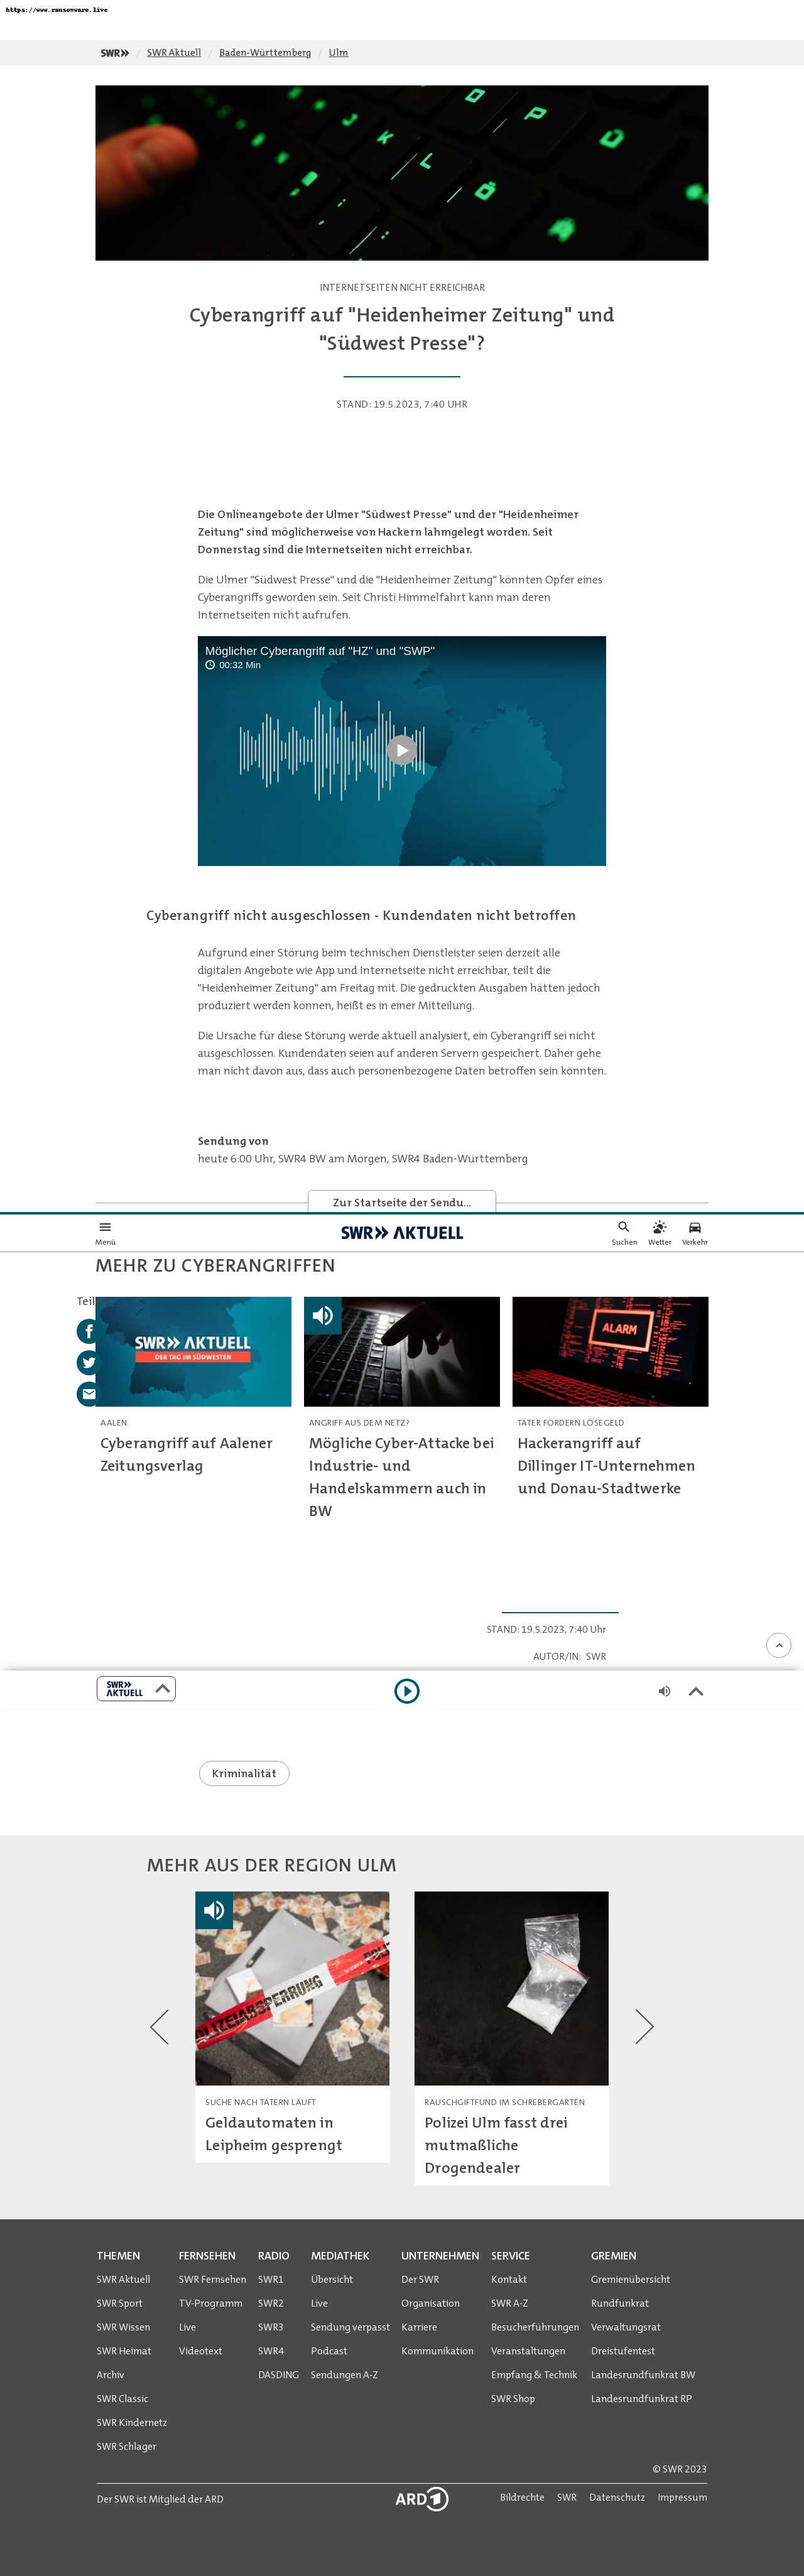 https://www.ransomware.live
SWR / SWR Aktuell / Baden-Württemberg / Ulm
INTERNETSEITEN NICHT ERREICHBAR
Cyberangriff auf "Heidenheimer Zeitung" und
"Südwest Presse"?
STAND: 19.5.2023, 7:40 UHR
Die Onlineangebote der Ulmer "Südwest Presse" und der "Heidenheimer
Zeitung" sind möglicherweise von Hackern lahmgelegt worden. Seit
Donnerstag sind die Internetseiten nicht erreichbar.
Die Ulmer "Südwest Presse" und die "Heidenheimer Zeitung" könnten Opfer eines
Cyberangriffs geworden sein. Seit Christi Himmelfahrt kann man deren
Internetseiten nicht aufrufen.
Möglicher Cyberangriff auf "HZ" und "SWP"
00:32 Min
Cyberangriff nicht ausgeschlossen - Kundendaten nicht betroffen
Aufgrund einer Störung beim technischen Dienstleister seien derzeit alle
digitalen Angebote wie App und Internetseite nicht erreichbar, teilt die
"Heidenheimer Zeitung" am Freitag mit. Die gedruckten Ausgaben hätten jedoch
produziert werden können, heißt es in einer Mitteilung.
Die Ursache für diese Störung werde aktuell analysiert, ein Cyberangriff sei nicht
ausgeschlossen. Kundendaten seien auf anderen Servern gespeichert. Daher gehe
man nicht davon aus, dass auch personenbezogene Daten betroffen sein könnten.
Sendung von
heute 6:00 Uhr, SWR4 BW am Morgen, SWR4 Baden-Württemberg
Zur Startseite der Sendu...
Menü
SWR AKTUELL
Suchen Wetter Verkehr
MEHR ZU CYBERANGRIFFEN
Teil
SWR AKTUELL
DER TAG IM SÜDWESTEN
ALARM
AALEN
Cyberangriff auf Aalener
Zeitungsverlag
ANGRIFF AUS DEM NETZ?
Mögliche Cyber-Attacke bei
Industrie- und
Handelskammern auch in
BW
TÄTER FORDERN LÖSEGELD
Hackerangriff auf
Dillinger IT-Unternehmen
und Donau-Stadtwerke
STAND: 19.5.2023, 7:40 Uhr
AUTOR/IN: SWR
SWR
AKTUELL
Kriminalität
MEHR AUS DER REGION ULM
POLIZEIABSPERRUNG
SUCHE NACH TÄTERN LÄUFT
Geldautomaten in
Leipheim gesprengt
RAUSCHGIFTFUND IM SCHREBERGARTEN
Polizei Ulm fasst drei
mutmaßliche
Drogendealer
THEMEN
SWR Aktuell
SWR Sport
SWR Wissen
SWR Heimat
Archiv
SWR Classic
SWR Kindernetz
SWR Schlager
FERNSEHEN
SWR Fernsehen
TV-Programm
Live
Videotext
RADIO
SWR1
SWR2
SWR3
SWR4
DASDING
MEDIATHEK
Übersicht
Live
Sendung verpasst
Podcast
Sendungen A-Z
UNTERNEHMEN
Der SWR
Organisation
Karriere
Kommunikation
SERVICE
Kontakt
SWR A-Z
Besucherführungen
Veranstaltungen
Empfang & Technik
SWR Shop
GREMIEN
Gremienübersicht
Rundfunkrat
Verwaltungsrat
Dreistufentest
Landesrundfunkrat BW
Landesrundfunkrat RP
© SWR 2023
Der SWR ist Mitglied der ARD
ARD 1
Bildrechte SWR Datenschutz Impressum